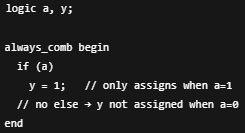 logic a, y;
always_comb begin
if (a)
y = 1;   // only assigns when a=1
// no else → y not assigned when a=0
end